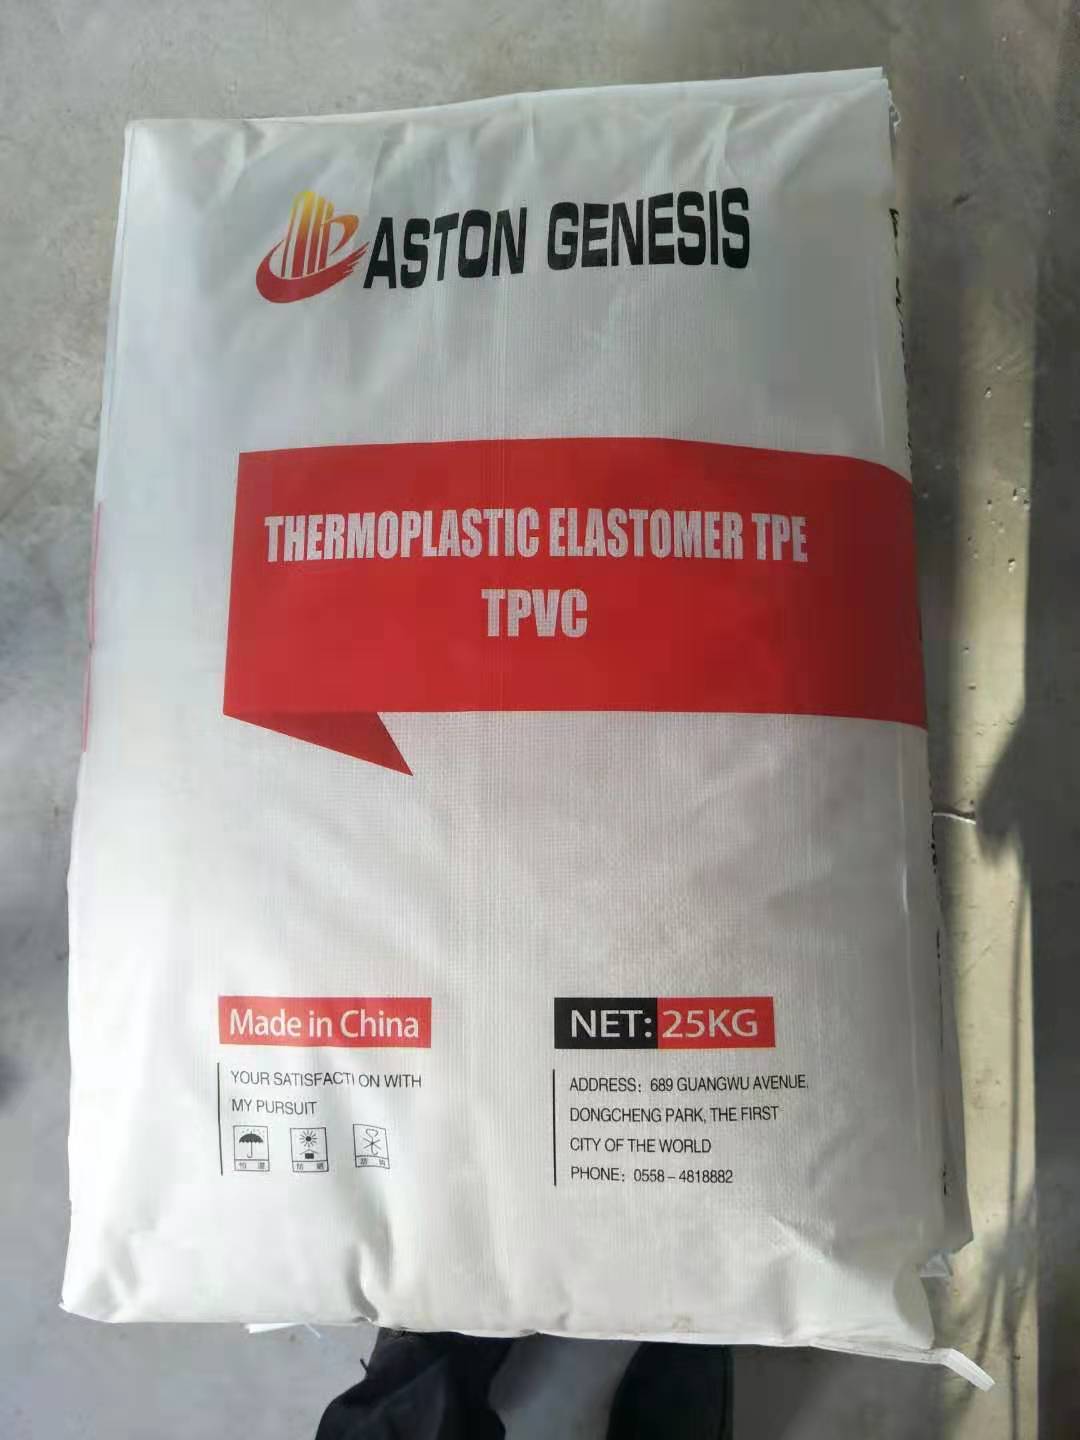 ASTON GENESIS
THERMOPLASTIC ELASTOMER TPE
TPVC
Made in China
YOUR SATISFACTI ON WITH
MY PURSUIT
NET: 25KG
ADDRESS: 689 GUANGWU AVENUE,
DONGCHENG PARK, THE FIRST
CITY OF THE WORLD
PHONE: 0558 – 4818882